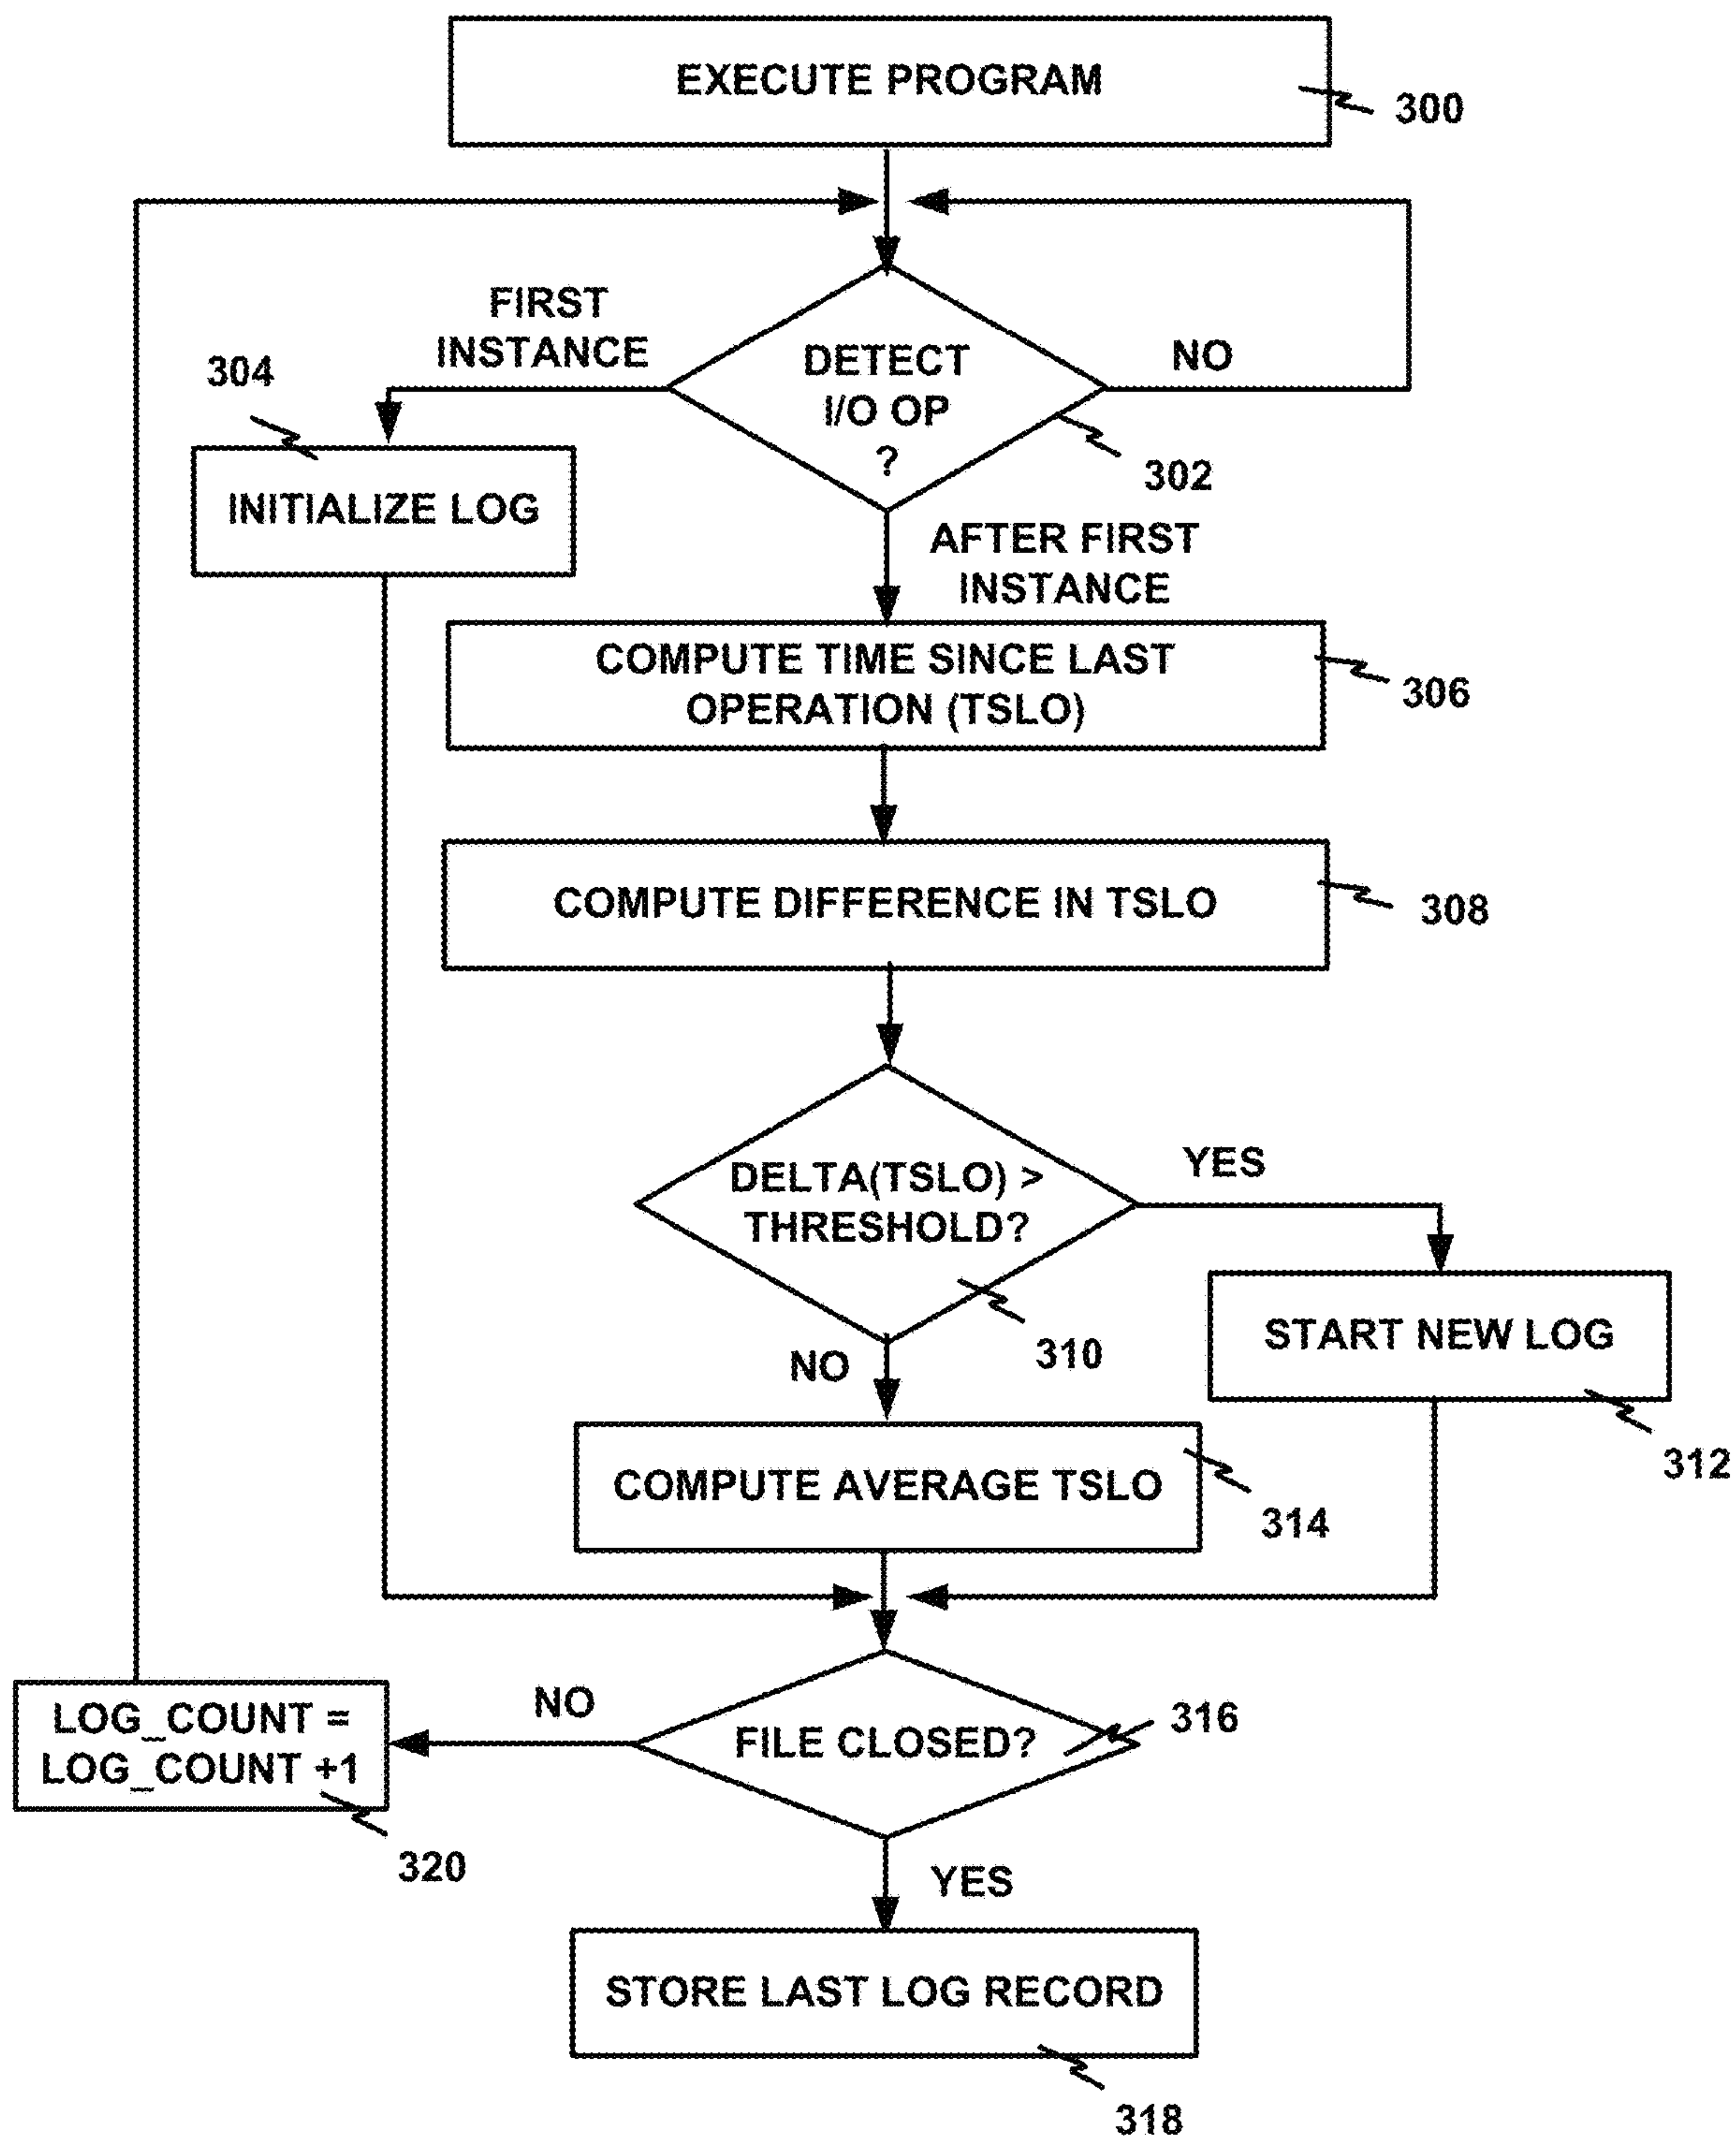 EXECUTE PROGRAM
300
FIRST
INSTANCE
304
DETECT
I/O OP
?
NO
302
INITIALIZE LOG
AFTER FIRST
INSTANCE
COMPUTE TIME SINCE LAST
OPERATION (TSLO)
306
COMPUTE DIFFERENCE IN TSLO
308
DELTA(TSLO) >
THRESHOLD?
YES
310
NO
START NEW LOG
312
COMPUTE AVERAGE TSLO
314
LOG_COUNT =
LOG_COUNT +1
320
NO
FILE CLOSED?
316
YES
STORE LAST LOG RECORD
318